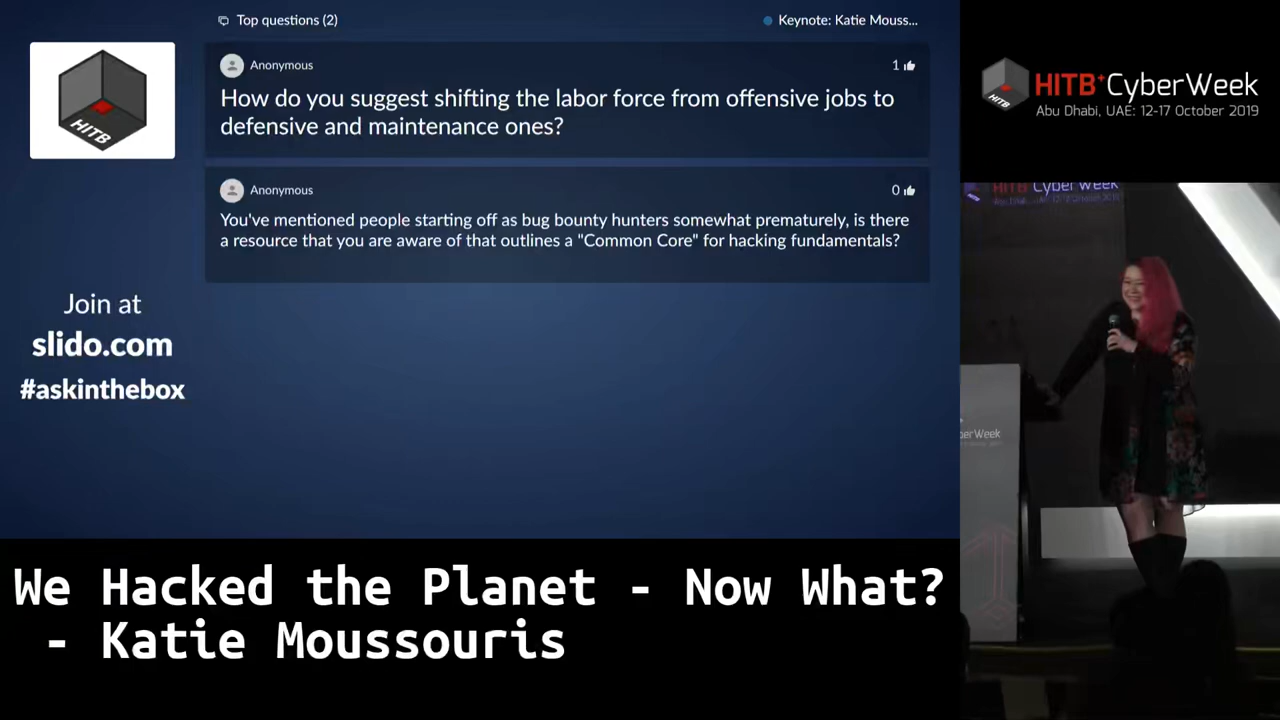 Top questions (2)
Keynote: Katie Mouss...
HITB
Anonymous
1
How do you suggest shifting the labor force from offensive jobs to
defensive and maintenance ones?
Anonymous
0
You've mentioned people starting off as bug bounty hunters somewhat prematurely, is there
a resource that you are aware of that outlines a "Common Core" for hacking fundamentals?
Join at
slido.com
#askinthebox
HITB
HITB+CyberWeek
Abu Dhabi, UAE: 12-17 October 2019
HITB CyberWeek
berWeek
We Hacked the Planet - Now What?
- Katie Moussouris